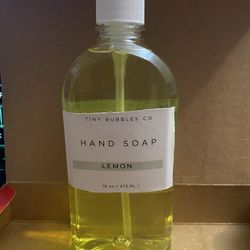 TINY BUBBLES CO
HAND SOAP
LEMON
16 oz / 473 ML /